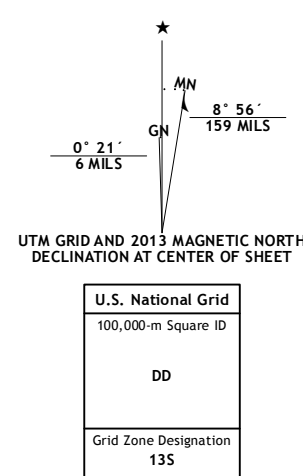 ★
MN
8° 56´
159 MILS
GN
0° 21´
6 MILS
UTM GRID AND 2013 MAGNETIC NORTH
DECLINATION AT CENTER OF SHEET
U.S. National Grid
100,000-m Square ID
DD
Grid Zone Designation
13S